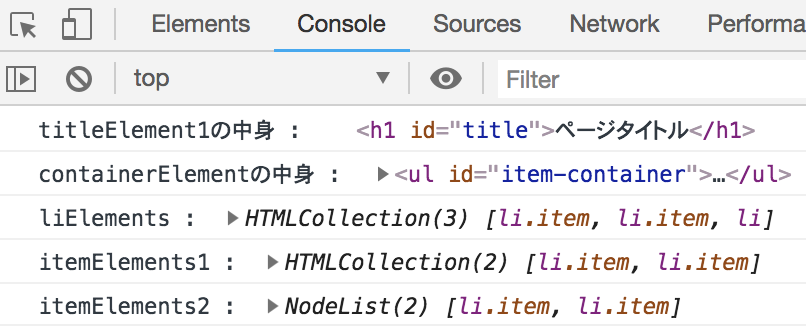 Elements Console Sources Network Performa
top Filter
titleElement1の中身 : <h1 id="title">ページタイトル</h1>
containerElementの中身 : ▶<ul id="item-container">…</ul>
liElements : ▶HTMLCollection(3) [li.item, li.item, li]
itemElements1 : ▶HTMLCollection(2) [li.item, li.item]
itemElements2 : ▶NodeList(2) [li.item, li.item]